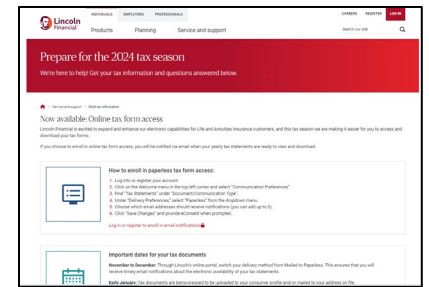 INDIVIDUALS EMPLOYERS PROFESSIONALS CAREERS REGISTER LOG IN
Lincoln Financial
Products Planning Service and support Search our site
Prepare for the 2024 tax season
We're here to help! Get your tax information and questions answered below.
Service and support / 2024 tax information
Now available: Online tax form access
Lincoln Financial is excited to expand and enhance our electronic capabilities for Life and Annuities insurance customers, and this tax season we are making it easier for you to access and
download your tax forms.
If you choose to enroll in online tax form access, you will be notified via email when your yearly tax statements are ready to view and download.
How to enroll in paperless tax form access:
1. Log into or register your account.
2. Click on the Welcome menu in the top left corner and select "Communication Preferences".
3. Find "Tax Statements" under "Document/Communication Type".
4. Under "Delivery Preferences," select "Paperless" from the dropdown menu.
5. Choose which email addresses should receive notifications (you can add up to 3).
6. Click "Save Changes" and provide eConsent when prompted.
Log in or register to enroll in email notifications
Important dates for your tax documents
November to December: Through Lincoln's online portal, switch your delivery method from Mailed to Paperless. This ensures that you will
receive timely email notifications about the electronic availability of your tax statements.
Early January: Tax documents are being prepared to be uploaded to your consumer profile and/or mailed to your address on file.